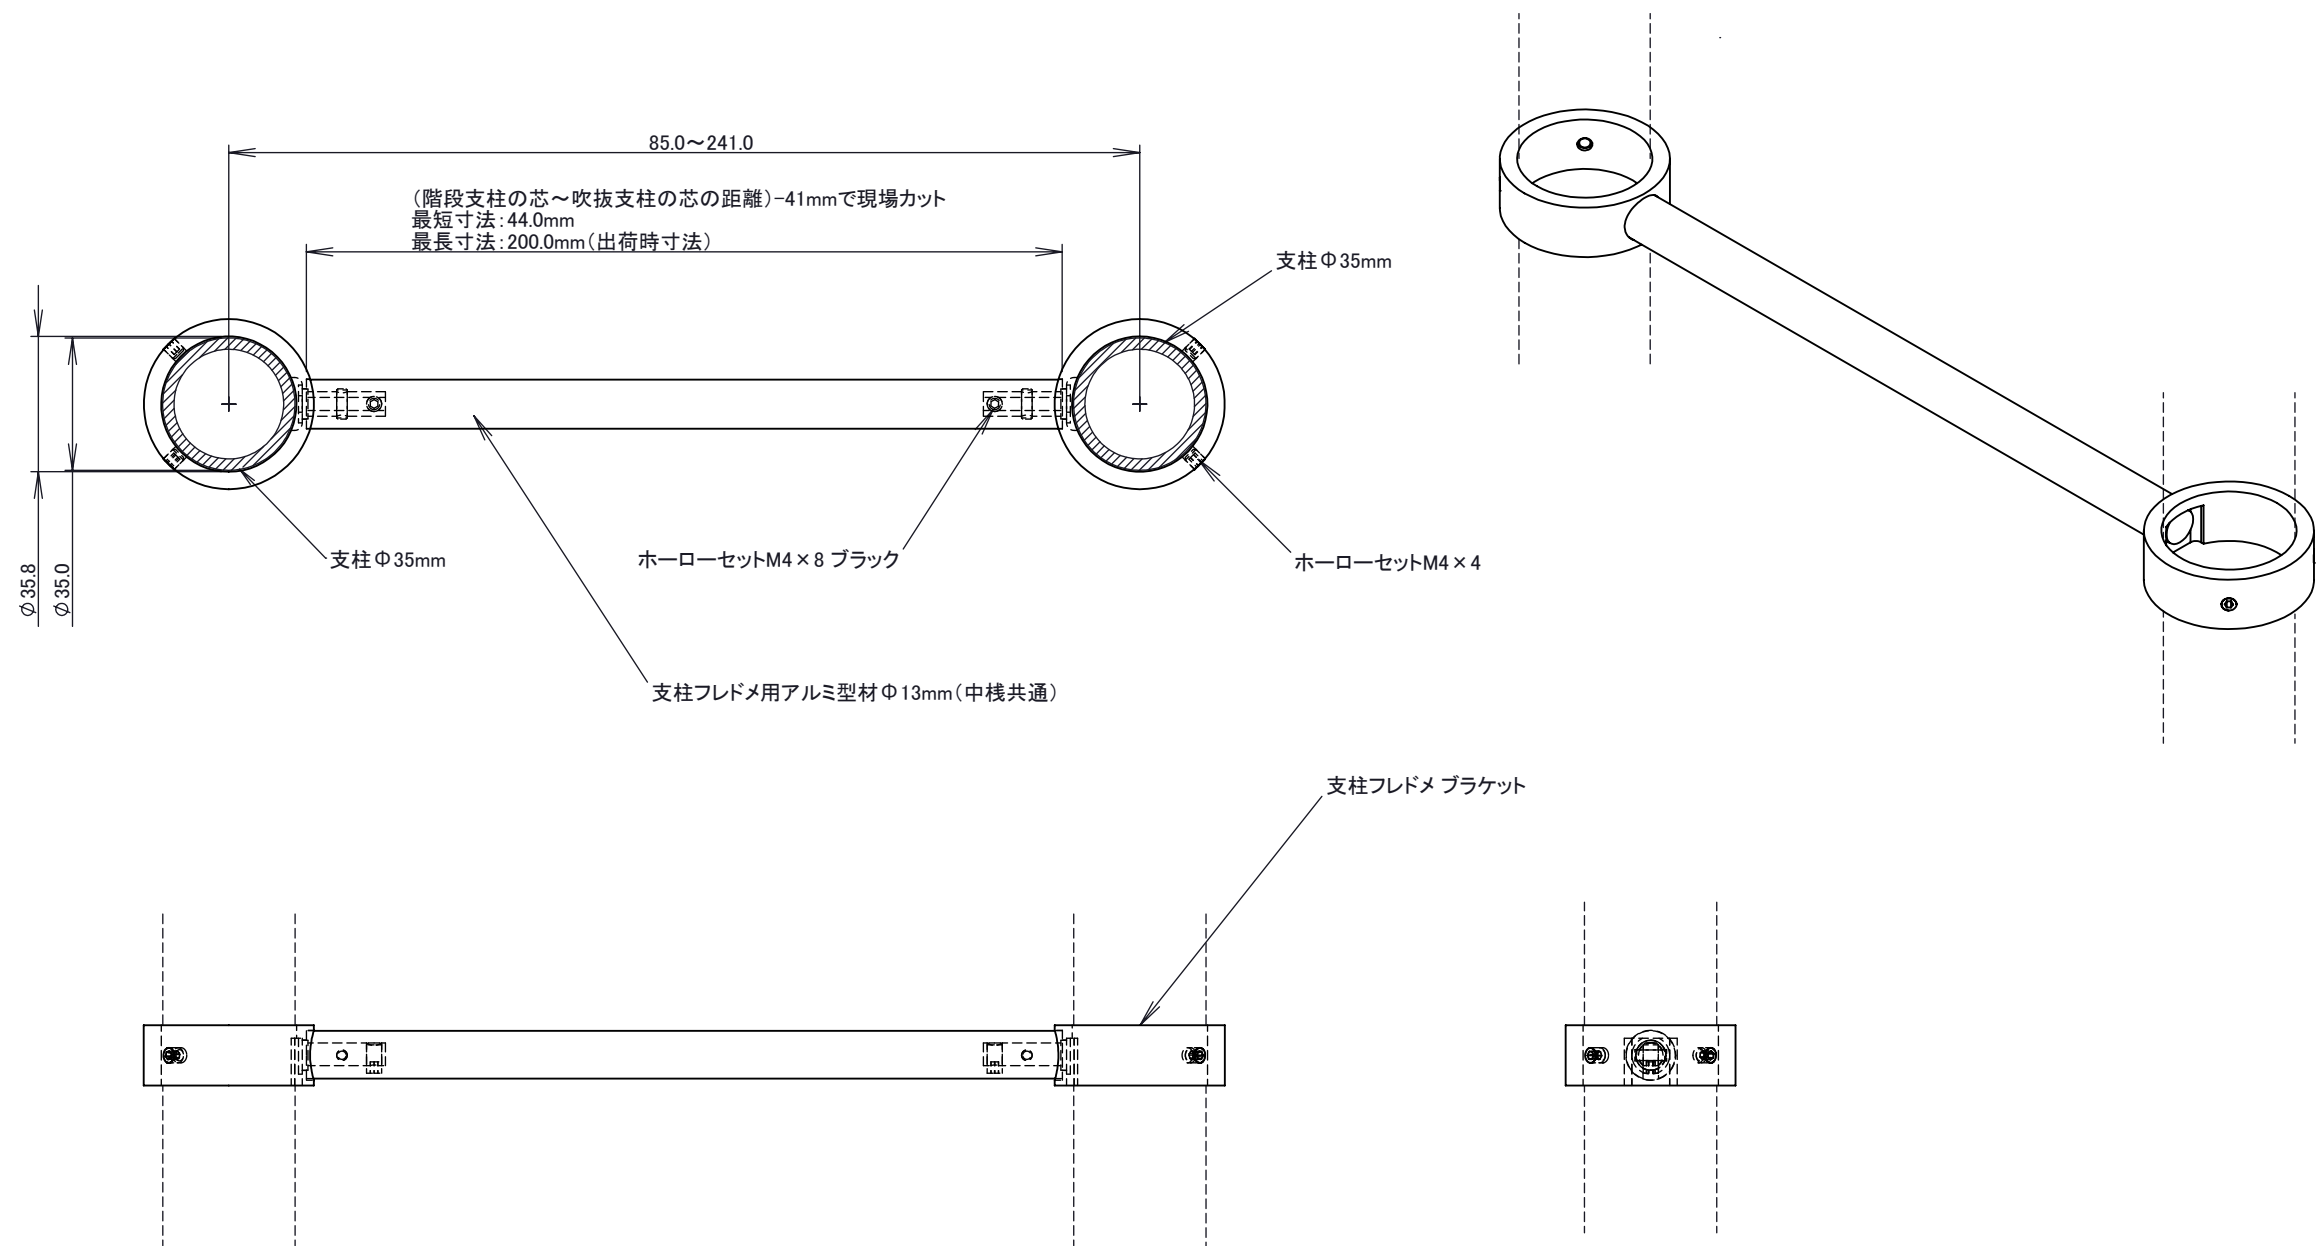 85.0～241.0
（階段支柱の芯～吹抜支柱の芯の距離）-41mmで現場カット
最短寸法：44.0mm
最長寸法：200.0mm（出荷時寸法）
支柱Φ35mm
φ35.8
φ35.0
支柱Φ35mm
ホーローセットM4×8 ブラック
ホーローセットM4×4
支柱フレドメ用アルミ型材Φ13mm（中桟共通）
支柱フレドメ ブラケット